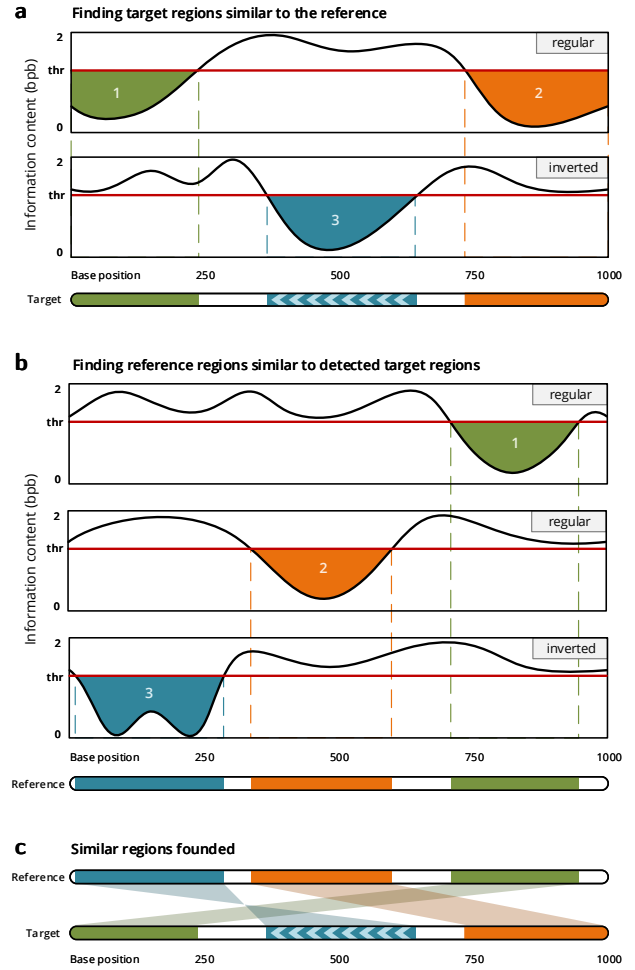 a Finding target regions similar to the reference
Information content (bpb)
2
regular
thr
1
2
0
2
inverted
thr
3
0
Base position 250 500 750 1000
Target
b Finding reference regions similar to detected target regions
Information content (bpb)
2
regular
thr
1
0
2
regular
thr
2
0
2
inverted
thr
3
0
Base position 250 500 750 1000
Reference
c Similar regions founded
Reference
Target
Base position 250 500 750 1000